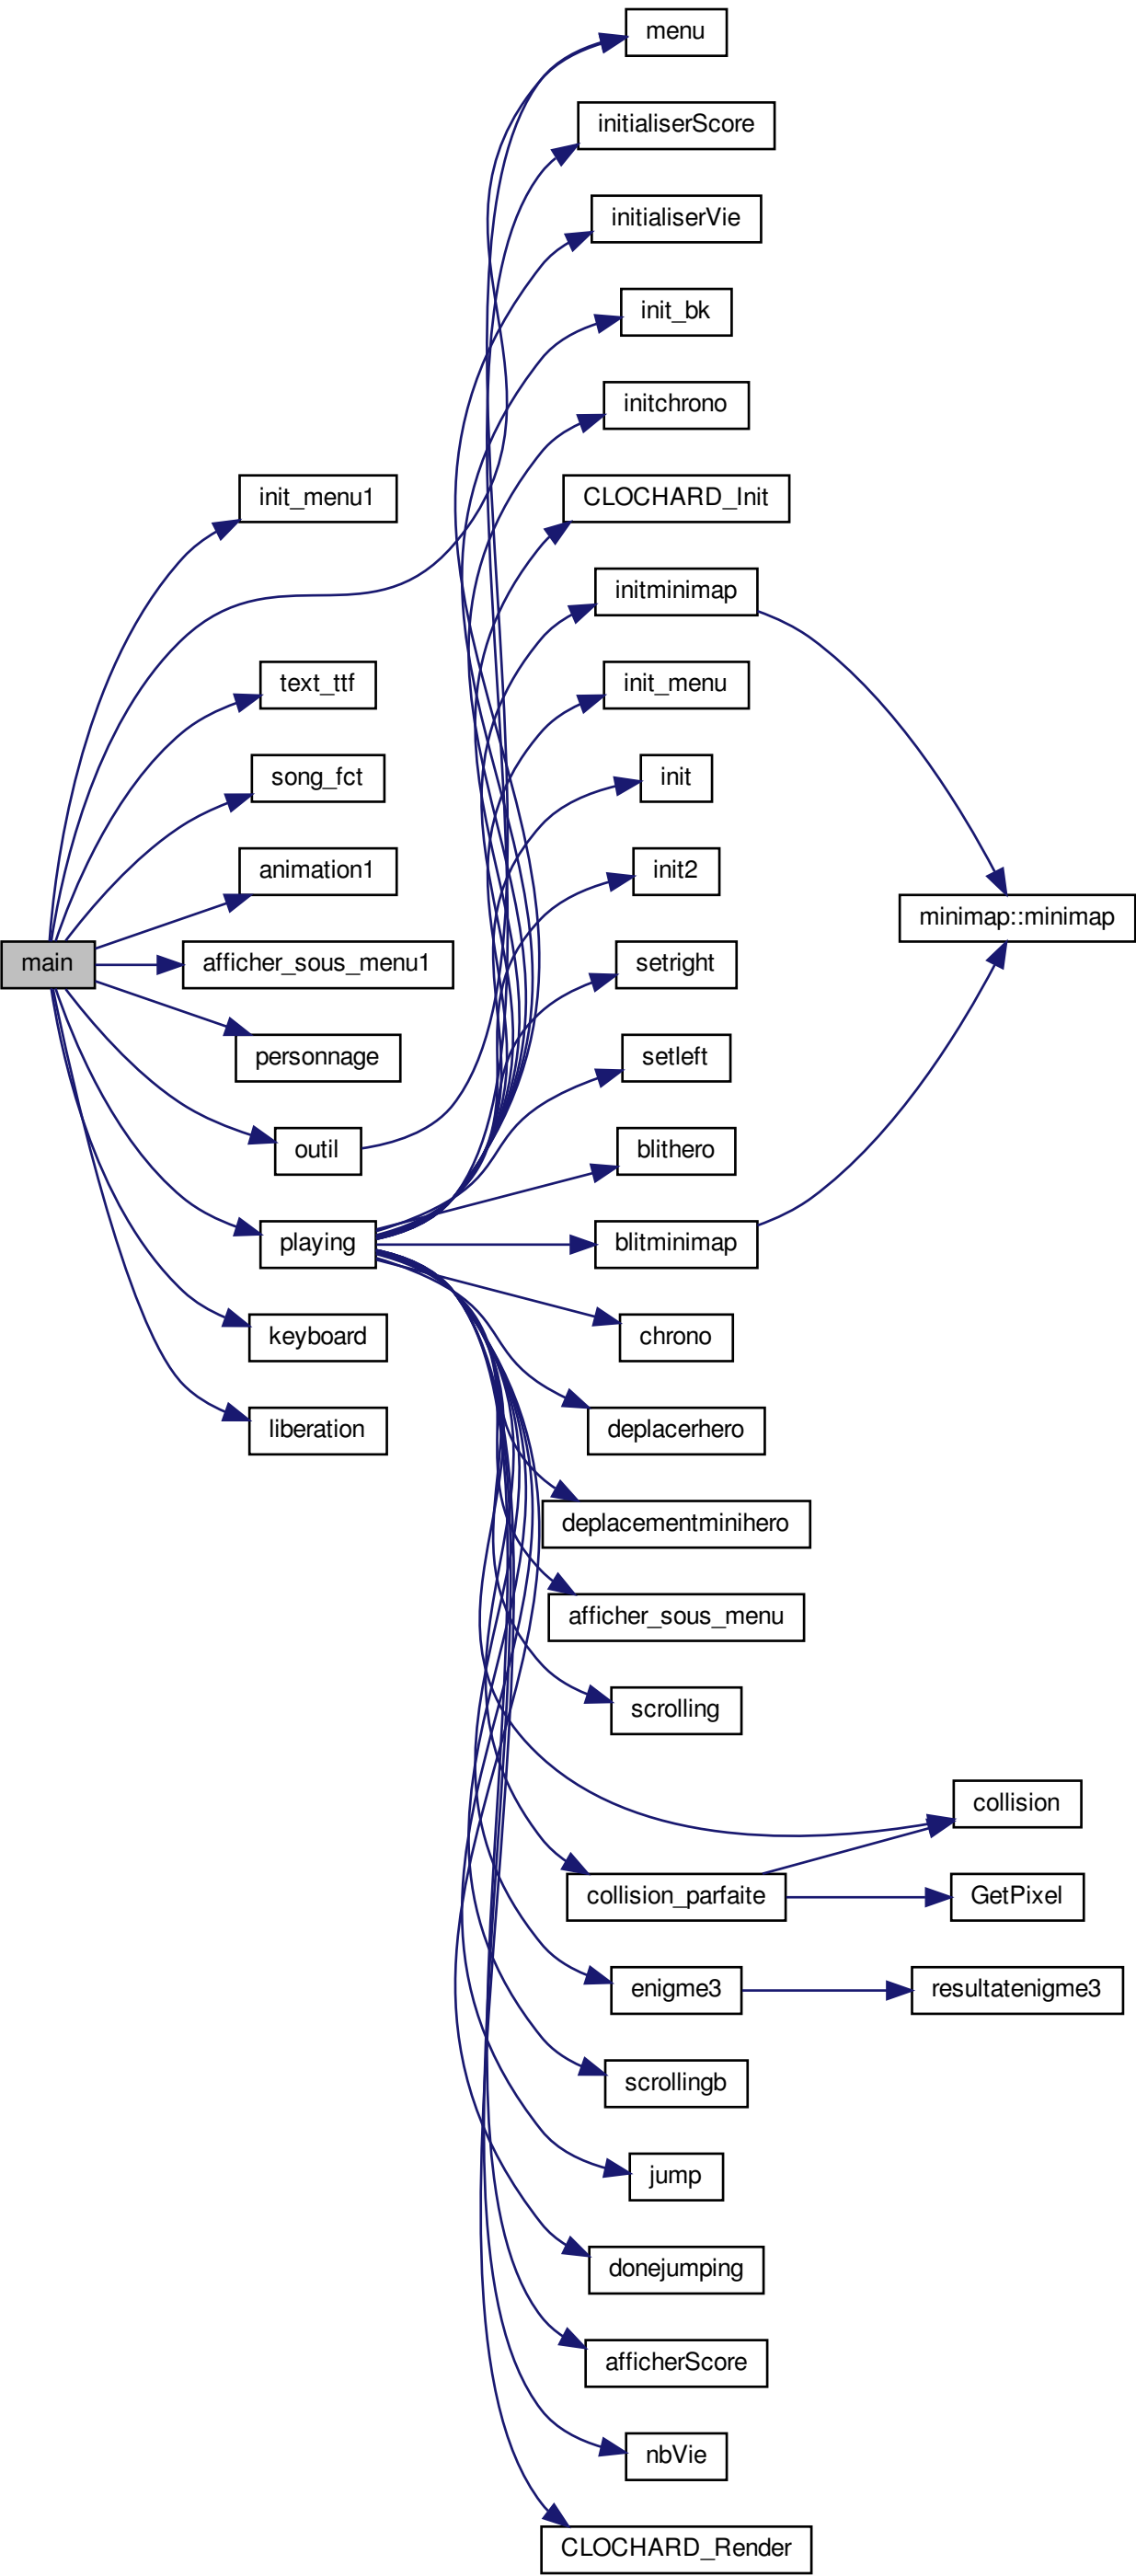 menu
initialiserScore
initialiserVie
init_bk
initchrono
init_menu1
CLOCHARD_Init
initminimap
text_ttf
init_menu
song_fct
init
animation1
init2
minimap::minimap
main
afficher_sous_menu1
setright
personnage
setleft
outil
blithero
playing
blitminimap
keyboard
chrono
liberation
deplacerhero
deplacementminihero
afficher_sous_menu
scrolling
collision
collision_parfaite
GetPixel
enigme3
resultatenigme3
scrollingb
jump
donejumping
afficherScore
nbVie
CLOCHARD_Render